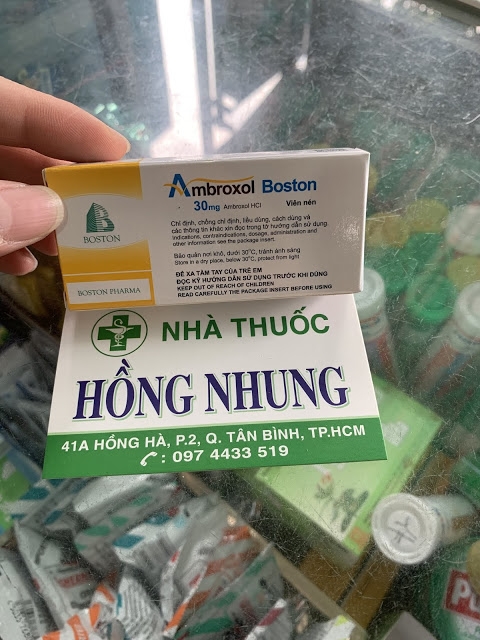 Ambroxol Boston
30mg Ambroxol HCl Viên nén
BOSTON
Chỉ định, chống chỉ định, liều dùng, cách dùng và
các thông tin khác xin đọc trong tờ hướng dẫn sử dụng.
Indications, contraindications, dosage, administration and
other information see the package insert.
Bảo quản nơi khô, dưới 30°C, tránh ánh sáng
Store in a dry place, below 30°C, protect from light
BOSTON PHARMA
ĐỂ XA TẦM TAY CỦA TRẺ EM
ĐỌC KỸ HƯỚNG DẪN SỬ DỤNG TRƯỚC KHI DÙNG
KEEP OUT OF REACH OF CHILDREN
READ CAREFULLY THE PACKAGE INSERT BEFORE USING
NHÀ THUỐC
HỒNG NHUNG
41A HỒNG HÀ, P.2, Q. TÂN BÌNH, TP.HCM
: 097 4433 519